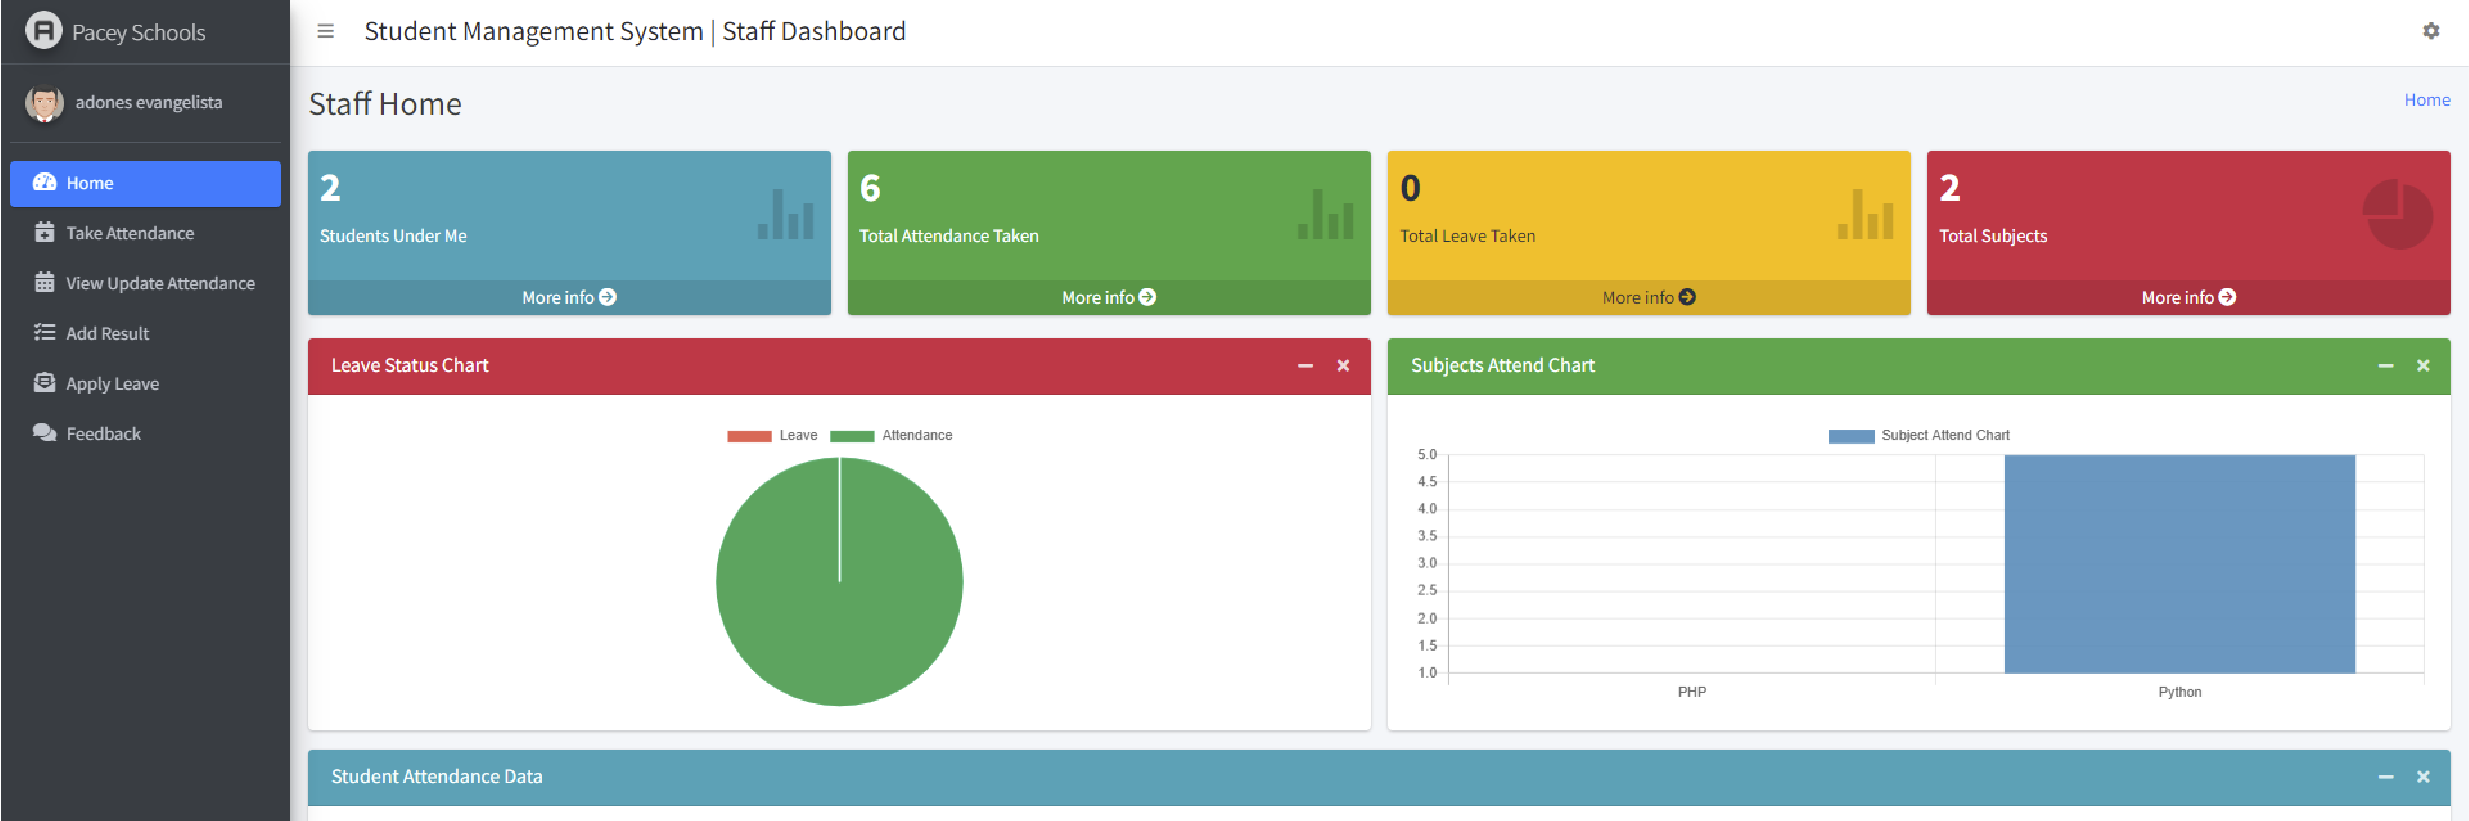 Pacey Schools
Student Management System | Staff Dashboard
adones evangelista
Home
Take Attendance
View Update Attendance
Add Result
Apply Leave
Feedback
Staff Home
Home
2
Students Under Me
More info
6
Total Attendance Taken
More info
0
Total Leave Taken
More info
2
Total Subjects
More info
Leave Status Chart
Leave Attendance
Subjects Attend Chart
Subject Attend Chart
5.0
4.5
4.0
3.5
3.0
2.5
2.0
1.5
1.0
PHP Python
Student Attendance Data